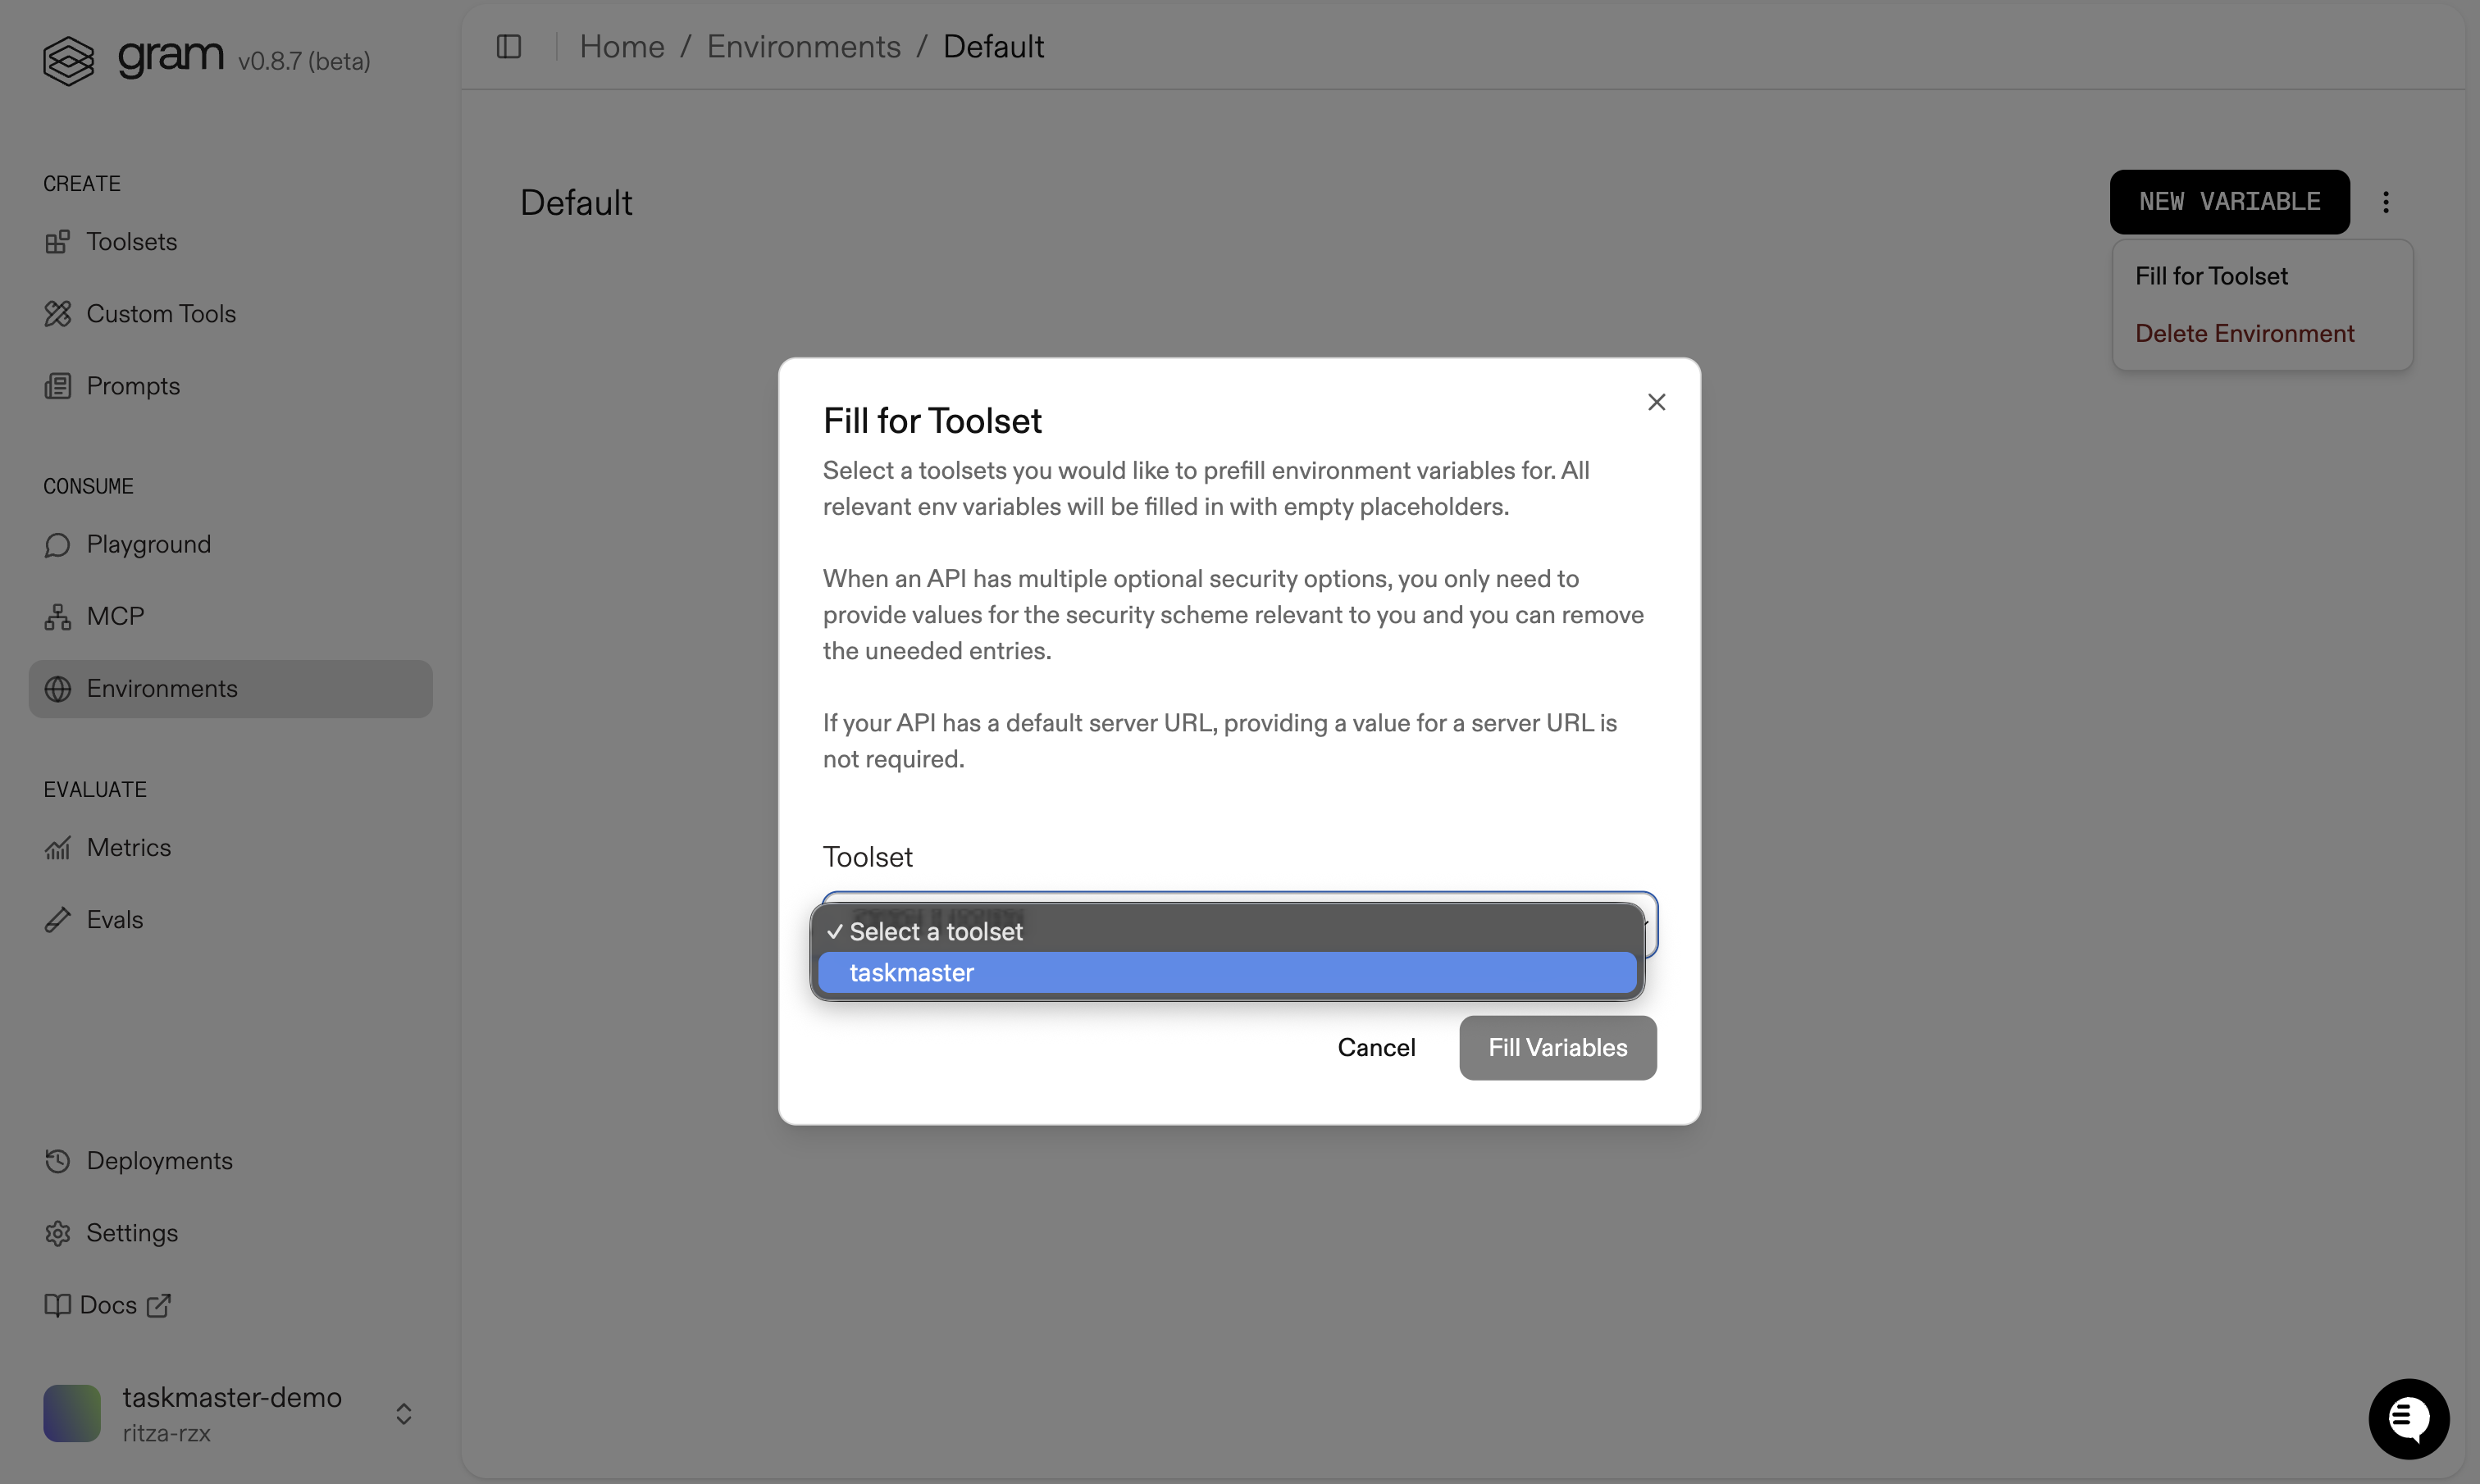 gram v0.8.7 (beta)
Home / Environments / Default
CREATE
Toolsets
Custom Tools
Prompts
CONSUME
Playground
MCP
Environments
EVALUATE
Metrics
Evals
Deployments
Settings
Docs
taskmaster-demo
ritza-rzx
Default
NEW VARIABLE
Fill for Toolset
Delete Environment
Fill for Toolset
Select a toolsets you would like to prefill environment variables for. All
relevant env variables will be filled in with empty placeholders.
When an API has multiple optional security options, you only need to
provide values for the security scheme relevant to you and you can remove
the uneeded entries.
If your API has a default server URL, providing a value for a server URL is
not required.
Toolset
✓ Select a toolset
taskmaster
Cancel
Fill Variables